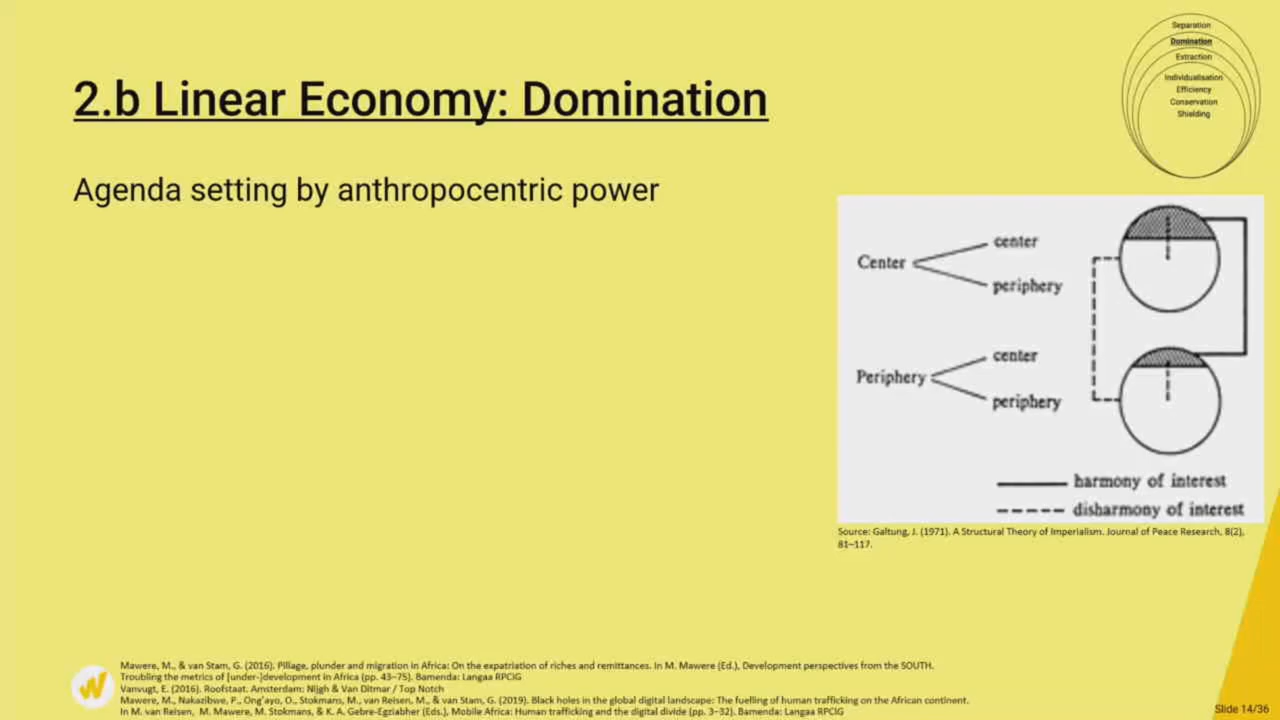 Separation
Domination
Extraction
Individualisation
Efficiency
Conservation
Shielding
2.b Linear Economy: Domination
Agenda setting by anthropocentric power
Center
center
periphery
Periphery
center
periphery
harmony of interest
disharmony of interest
Source: Galtung, J. (1971). A Structural Theory of Imperialism. Journal of Peace Research, 8(2),
81–117.
Mawere, M., & van Stam, G. (2016). Pillage, plunder and migration in Africa: On the expatriation of riches and remittances. In M. Mawere (Ed.), Development perspectives from the SOUTH.
Troubling the metrics of [under-]development in Africa (pp. 43–75). Bamenda: Langaa RPCIG
Vanvugt, E. (2016). Roofstaat. Amsterdam: Nijgh & Van Ditmar / Top Notch
Mawere, M., Nakazibwe, P., Ong'ayo, O., Stokmans, M., van Reisen, M., & van Stam, G. (2019). Black holes in the global digital landscape: The fuelling of human trafficking on the African continent.
In M. van Reisen, M. Mawere, M. Stokmans, & K. A. Gebre-Egziabher (Eds.), Mobile Africa: Human trafficking and the digital divide (pp. 3–32). Bamenda: Langaa RPCIG
Slide 14/36